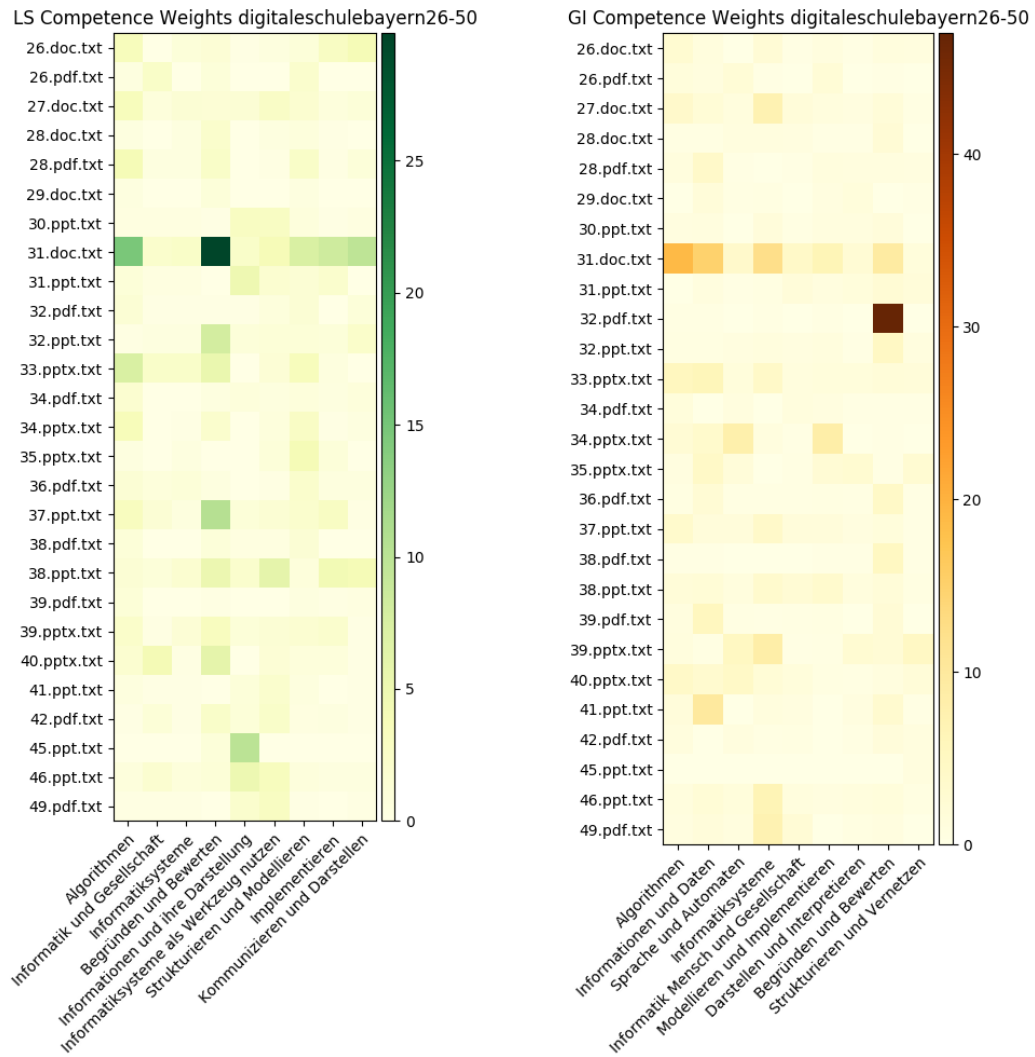 LS Competence Weights digitaleschulebayern26-50
26.doc.txt
26.pdf.txt
27.doc.txt
28.doc.txt
28.pdf.txt
29.doc.txt
30.ppt.txt
31.doc.txt
31.ppt.txt
32.pdf.txt
32.ppt.txt
33.pptx.txt
34.pdf.txt
34.pptx.txt
35.pptx.txt
36.pdf.txt
37.ppt.txt
38.pdf.txt
38.ppt.txt
39.pdf.txt
39.pptx.txt
40.pptx.txt
41.ppt.txt
42.pdf.txt
45.ppt.txt
46.ppt.txt
49.pdf.txt
Algorithmen
Informatik und Gesellschaft
Informatiksysteme
Begründen und Bewerten
Informationen und ihre Darstellung
Informatiksysteme als Werkzeug nutzen
Strukturieren und Modellieren
Implementieren
Kommunizieren und Darstellen
25
20
15
10
5
0
GI Competence Weights digitaleschulebayern26-50
26.doc.txt
26.pdf.txt
27.doc.txt
28.doc.txt
28.pdf.txt
29.doc.txt
30.ppt.txt
31.doc.txt
31.ppt.txt
32.pdf.txt
32.ppt.txt
33.pptx.txt
34.pdf.txt
34.pptx.txt
35.pptx.txt
36.pdf.txt
37.ppt.txt
38.pdf.txt
38.ppt.txt
39.pdf.txt
39.pptx.txt
40.pptx.txt
41.ppt.txt
42.pdf.txt
45.ppt.txt
46.ppt.txt
49.pdf.txt
Algorithmen
Informationen und Daten
Sprache und Automaten
Informatiksysteme
Informatik Mensch und Gesellschaft
Modellieren und Implementieren
Darstellen und Interpretieren
Begründen und Bewerten
Strukturieren und Vernetzen
40
30
20
10
0